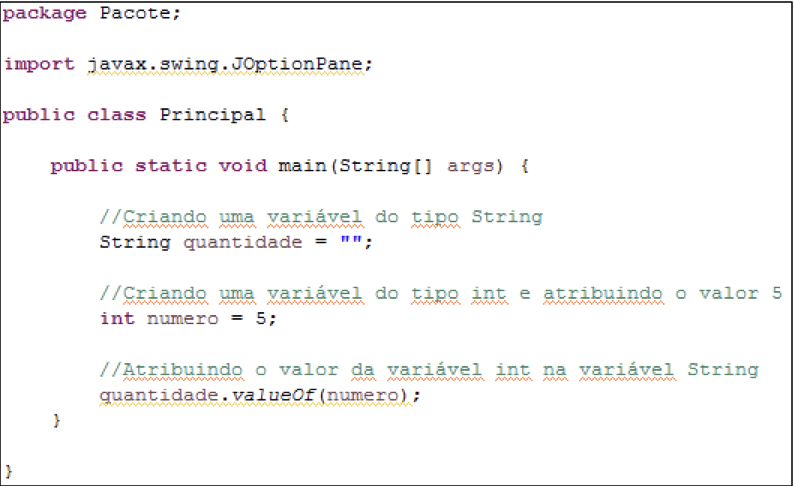 package Pacote;
import javax.swing.JOptionPane;
public class Principal {
public static void main(String[] args) {
//Criando uma variável do tipo String
String quantidade = "";
//Criando uma variável do tipo int e atribuindo o valor 5
int numero = 5;
//Atribuindo o valor da variável int na variável String
quantidade.valueOf(numero);
}
}